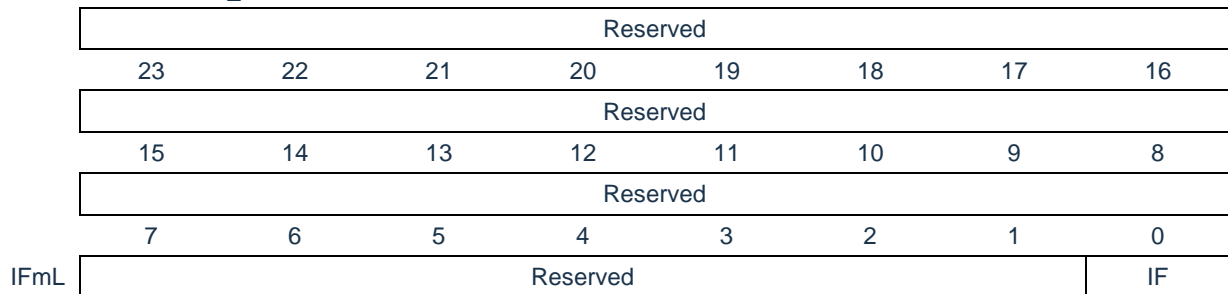 Reserved
23 22 21 20 19 18 17 16
Reserved
15 14 13 12 11 10 9 8
Reserved
7 6 5 4 3 2 1 0
IFmL Reserved IF